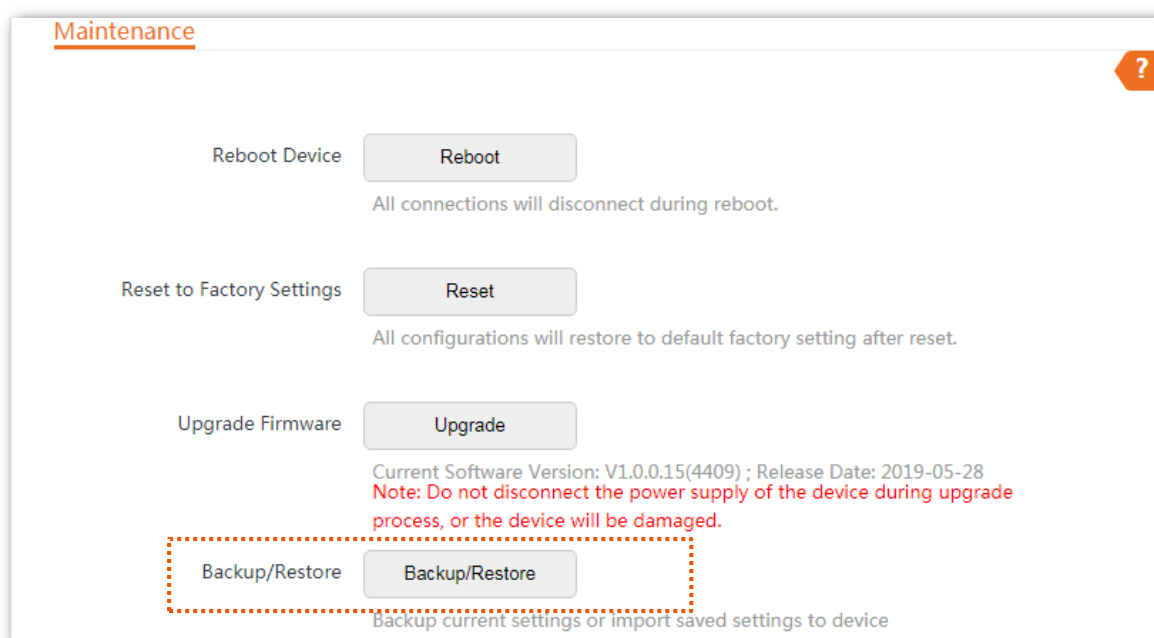 Maintenance
?
Reboot Device Reboot
All connections will disconnect during reboot.
Reset to Factory Settings Reset
All configurations will restore to default factory setting after reset.
Upgrade Firmware Upgrade
Current Software Version: V1.0.0.15(4409) ; Release Date: 2019-05-28
Note: Do not disconnect the power supply of the device during upgrade
process, or the device will be damaged.
Backup/Restore Backup/Restore
Backup current settings or import saved settings to device